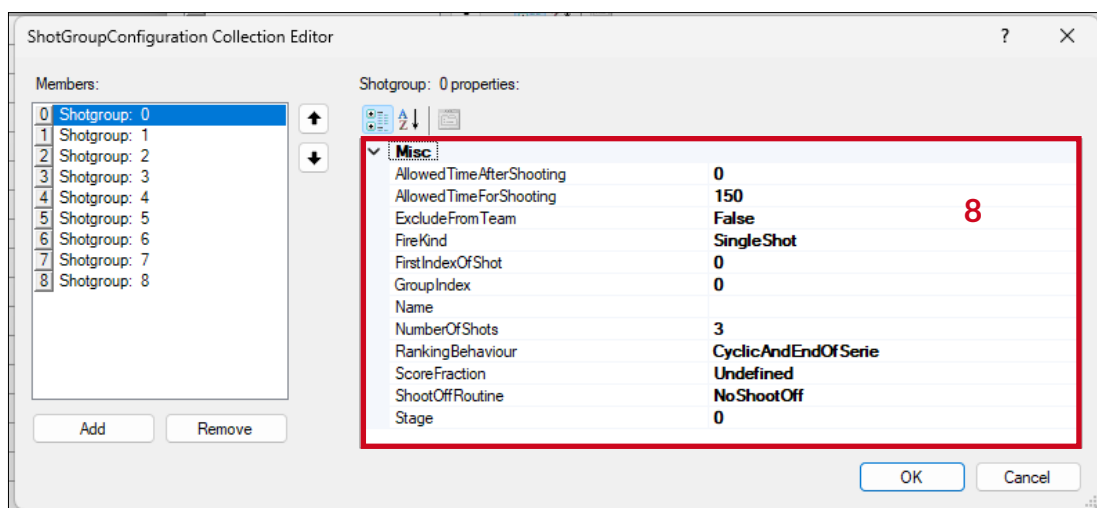 ShotGroupConfiguration Collection Editor ?
Members:
0 Shotgroup: 0
1 Shotgroup: 1
2 Shotgroup: 2
3 Shotgroup: 3
4 Shotgroup: 4
5 Shotgroup: 5
6 Shotgroup: 6
7 Shotgroup: 7
8 Shotgroup: 8
Add Remove
Shotgroup: 0 properties:
Misc
AllowedTimeAfterShooting 0
AllowedTimeForShooting 150
ExcludeFromTeam False
FireKind SingleShot
FirstIndexOfShot 0
GroupIndex 0
Name
NumberOfShots 3
RankingBehaviour CyclicAndEndOfSerie
ScoreFraction Undefined
ShootOffRoutine NoShootOff
Stage 0
8
OK Cancel